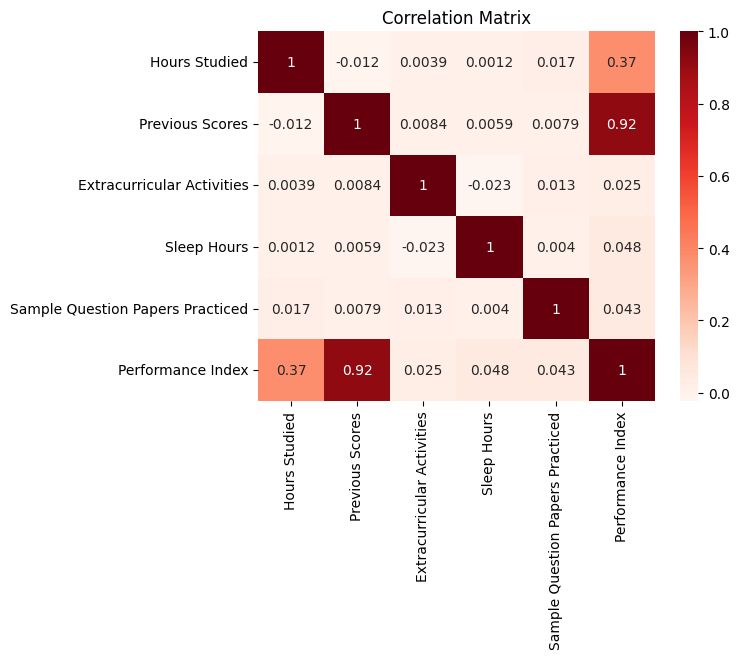 Correlation Matrix
Hours Studied 1 -0.012 0.0039 0.0012 0.017 0.37
Previous Scores -0.012 1 0.0084 0.0059 0.0079 0.92
Extracurricular Activities 0.0039 0.0084 1 -0.023 0.013 0.025
Sleep Hours 0.0012 0.0059 -0.023 1 0.004 0.048
Sample Question Papers Practiced 0.017 0.0079 0.013 0.004 1 0.043
Performance Index 0.37 0.92 0.025 0.048 0.043 1
Hours Studied
Previous Scores
Extracurricular Activities
Sleep Hours
Sample Question Papers Practiced
Performance Index
1.0
0.8
0.6
0.4
0.2
0.0